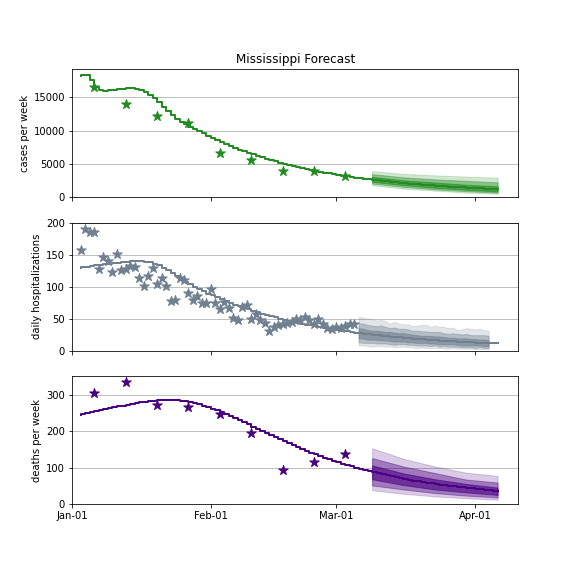 Mississippi Forecast
15000
10000
5000
0
cases per week
200
150
100
50
0
daily hospitalizations
300
200
100
0
deaths per week
Jan-01 Feb-01 Mar-01 Apr-01